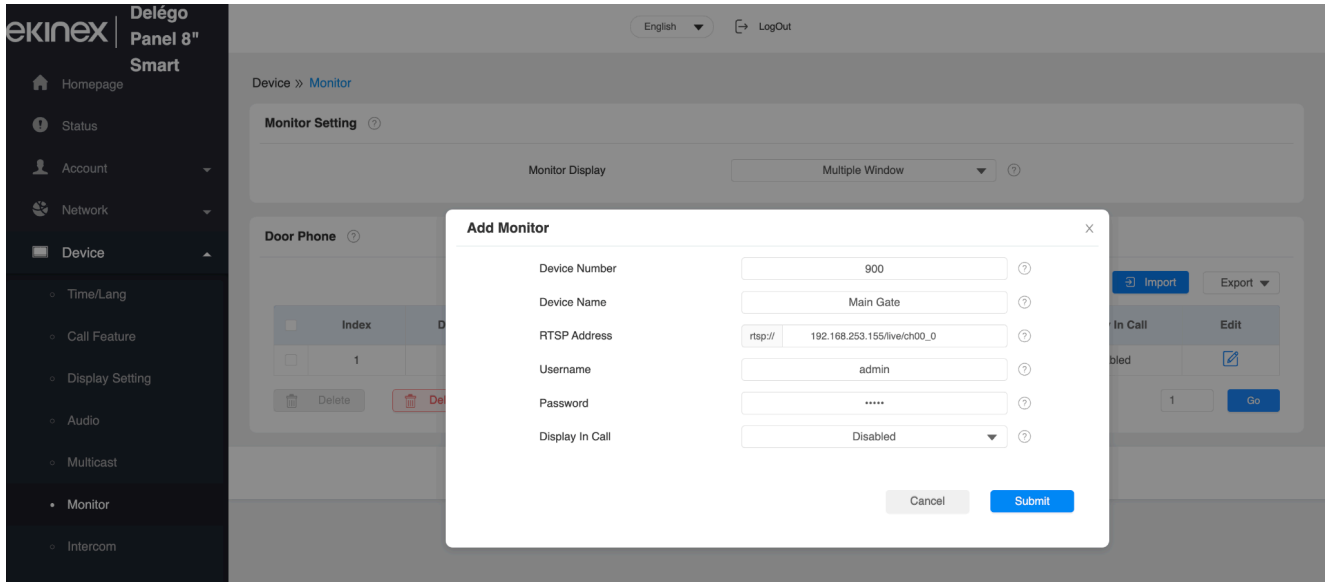 ekinex
Delégo
Panel 8"
Smart
English
LogOut
Homepage
Status
Account
Network
Device
Time/Lang
Call Feature
Display Setting
Audio
Multicast
Monitor
Intercom
Device » Monitor
Monitor Setting ?
Monitor Display Multiple Window ?
Door Phone ?
Import Export
Index In Call Edit
1
Delete 1 Go
Add Monitor X
Device Number 900 ?
Device Name Main Gate ?
RTSP Address rtsp:// 192.168.253.155/live/ch00_0 ?
Username admin ?
Password ••••• ?
Display In Call Disabled ?
Cancel Submit